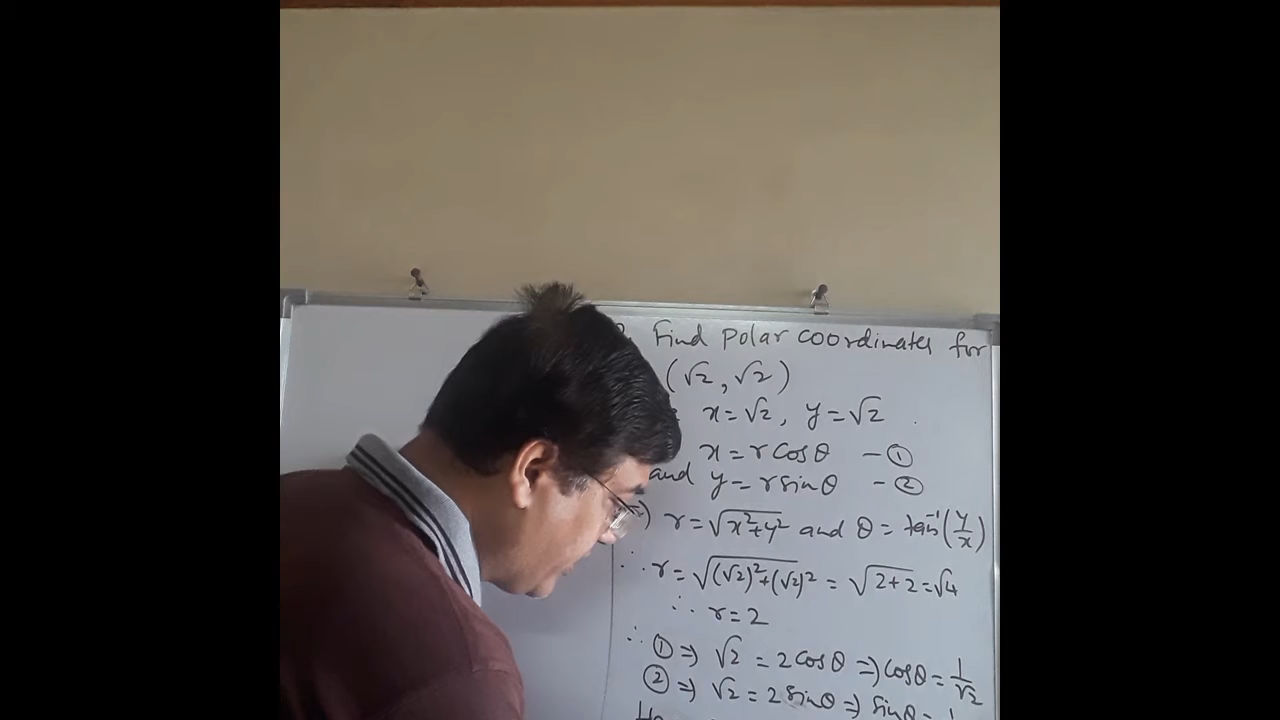 Find polar coordinates for
(√2, √2)
x = √2, y = √2 .
x = r cos θ – ①
and y = r sin θ – ②
r = √(x²+y²) and θ = tan⁻¹(y/x)
∴ r = √((√2)²+(√2)²) = √(2+2) = √4
∴ r = 2
∴ ① ⇒ √2 = 2 cos θ ⇒ cos θ = 1/√2
② ⇒ √2 = 2 sin θ ⇒ sin θ =